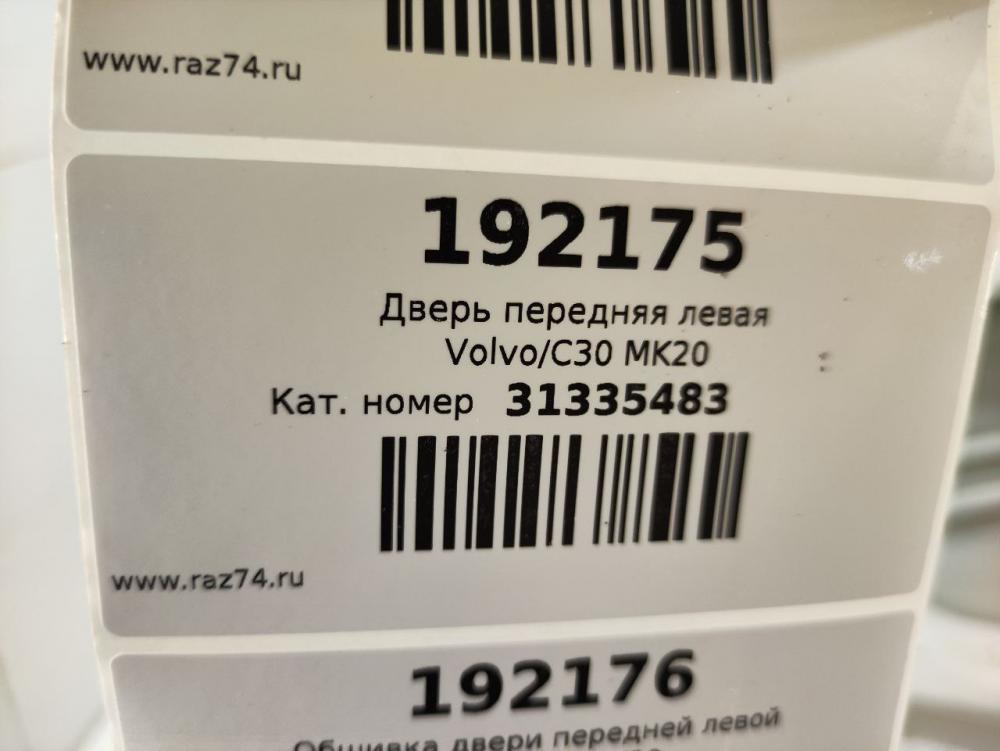 www.raz74.ru
192175
Дверь передняя левая
Volvo/C30 MK20
Кат. номер 31335483
www.raz74.ru
192176
Обшивка двери передней левой